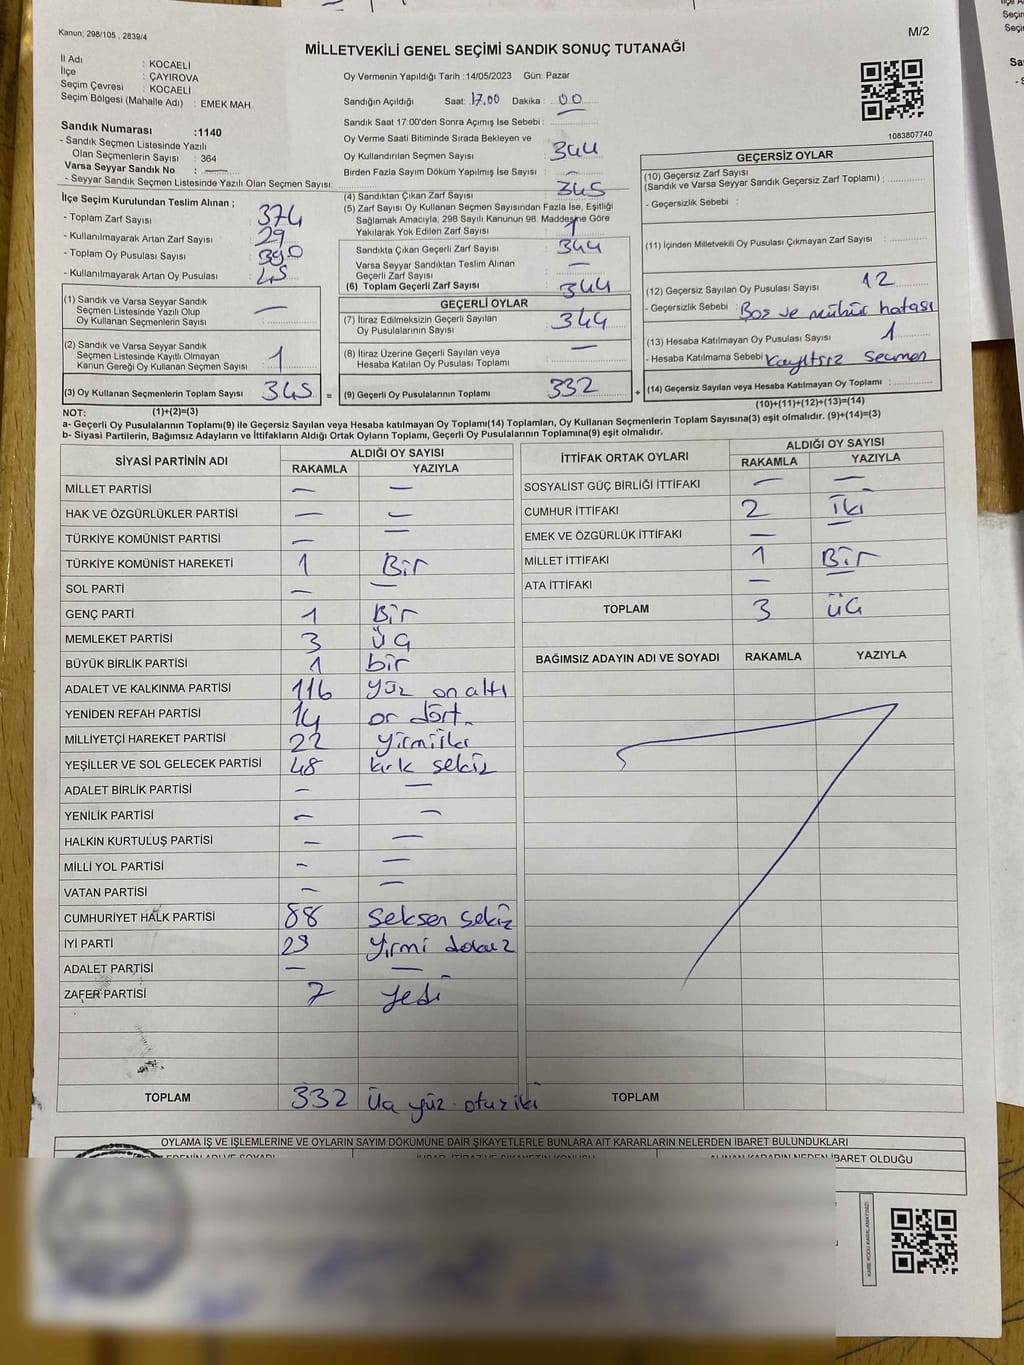 Kanun: 298/105 , 2839/4
M/2
MİLLETVEKİLİ GENEL SEÇİMİ SANDIK SONUÇ TUTANAĞI
İl Adı : KOCAELİ
İlçe : ÇAYIROVA
Seçim Çevresi : KOCAELİ
Seçim Bölgesi (Mahalle Adı) : EMEK MAH.
Sandık Numarası :1140
- Sandık Seçmen Listesinde Yazılı
Olan Seçmenlerin Sayısı : 364
Varsa Seyyar Sandık No : —
- Seyyar Sandık Seçmen Listesinde Yazılı Olan Seçmen Sayısı:
İlçe Seçim Kurulundan Teslim Alınan ;
- Toplam Zarf Sayısı : 374
- Kullanılmayarak Artan Zarf Sayısı : 29
- Toplam Oy Pusulası Sayısı : 390
- Kullanılmayarak Artan Oy Pusulası : 45
(1) Sandık ve Varsa Seyyar Sandık
Seçmen Listesinde Yazılı Olup
Oy Kullanan Seçmenlerin Sayısı : —
(2) Sandık ve Varsa Seyyar Sandık
Seçmen Listesinde Kayıtlı Olmayan
Kanun Gereği Oy Kullanan Seçmen Sayısı : 1
(3) Oy Kullanan Seçmenlerin Toplam Sayısı : 345 =
Oy Vermenin Yapıldığı Tarih :14/05/2023 Gün: Pazar
Sandığın Açıldığı Saat: 17.00 Dakika : 00
Sandık Saat 17:00'den Sonra Açımış İse Sebebi :
Oy Verme Saati Bitiminde Sırada Bekleyen ve
Oy Kullandırılan Seçmen Sayısı : 344
Birden Fazla Sayım Döküm Yapılmış İse Sayısı : —
(4) Sandıktan Çıkan Zarf Sayısı : 345
(5) Zarf Sayısı Oy Kullanan Seçmen Sayısından Fazla İse, Eşitliği
Sağlamak Amacıyla, 298 Sayılı Kanunun 98. Maddesine Göre
Yakılarak Yok Edilen Zarf Sayısı : 1
Sandıkta Çıkan Geçerli Zarf Sayısı : 344
Varsa Seyyar Sandıktan Teslim Alınan
Geçerli Zarf Sayısı : —
(6) Toplam Geçerli Zarf Sayısı : 344
GEÇERLİ OYLAR
(7) İtiraz Edilmeksizin Geçerli Sayılan
Oy Pusulalarının Sayısı : 344
(8) İtiraz Üzerine Geçerli Sayılan veya
Hesaba Katılan Oy Pusulası Toplamı : —
(9) Geçerli Oy Pusulalarının Toplamı : 332 +
1083807740
GEÇERSİZ OYLAR
(10) Geçersiz Zarf Sayısı
(Sandık ve Varsa Seyyar Sandık Geçersiz Zarf Toplamı) :
- Geçersizlik Sebebi :
(11) İçinden Milletvekili Oy Pusulası Çıkmayan Zarf Sayısı :
(12) Geçersiz Sayılan Oy Pusulası Sayısı : 12
- Geçersizlik Sebebi : Boş ve mühür hatası
(13) Hesaba Katılmayan Oy Pusulası Sayısı : 1
- Hesaba Katılmama Sebebi : Kayıtsız seçmen
(14) Geçersiz Sayılan veya Hesaba Katılmayan Oy Toplamı :
(10)+(11)+(12)+(13)=(14)
NOT: (1)+(2)=(3)
a- Geçerli Oy Pusulalarının Toplamı(9) ile Geçersiz Sayılan veya Hesaba katılmayan Oy Toplamı(14) Toplamları, Oy Kullanan Seçmenlerin Toplam Sayısına(3) eşit olmalıdır. (9)+(14)=(3)
b- Siyasi Partilerin, Bağımsız Adayların ve İttifakların Aldığı Ortak Oyların Toplamı, Geçerli Oy Pusulalarının Toplamına(9) eşit olmalıdır.
SİYASİ PARTİNİN ADI ALDIĞI OY SAYISI
RAKAMLA YAZIYLA
MİLLET PARTİSİ — —
HAK VE ÖZGÜRLÜKLER PARTİSİ — —
TÜRKİYE KOMÜNİST PARTİSİ — —
TÜRKİYE KOMÜNİST HAREKETİ 1 Bir
SOL PARTİ — —
GENÇ PARTİ 1 Bir
MEMLEKET PARTİSİ 3 Üç
BÜYÜK BİRLİK PARTİSİ 1 bir
ADALET VE KALKINMA PARTİSİ 116 yüz on altı
YENİDEN REFAH PARTİSİ 14 on dört
MİLLİYETÇİ HAREKET PARTİSİ 22 yirmiiki
YEŞİLLER VE SOL GELECEK PARTİSİ 48 kırk sekiz
ADALET BİRLİK PARTİSİ — —
YENİLİK PARTİSİ — —
HALKIN KURTULUŞ PARTİSİ — —
MİLLİ YOL PARTİSİ — —
VATAN PARTİSİ — —
CUMHURİYET HALK PARTİSİ 88 Seksen sekiz
İYİ PARTİ 29 yirmi dokuz
ADALET PARTİSİ — —
ZAFER PARTİSİ 7 yedi
TOPLAM 332 Üç yüz otuz iki
İTTİFAK ORTAK OYLARI ALDIĞI OY SAYISI
RAKAMLA YAZIYLA
SOSYALİST GÜÇ BİRLİĞİ İTTİFAKI — —
CUMHUR İTTİFAKI 2 İki
EMEK VE ÖZGÜRLÜK İTTİFAKI — —
MİLLET İTTİFAKI 1 Bir
ATA İTTİFAKI — —
TOPLAM 3 üç
BAĞIMSIZ ADAYIN ADI VE SOYADI RAKAMLA YAZIYLA
TOPLAM
OYLAMA İŞ VE İŞLEMLERİNE VE OYLARIN SAYIM DÖKÜMÜNE DAİR ŞİKAYETLERLE BUNLARA AİT KARARLARIN NELERDEN İBARET BULUNDUKLARI
ALINAN KARARIN NEDEN İBARET OLDUĞU